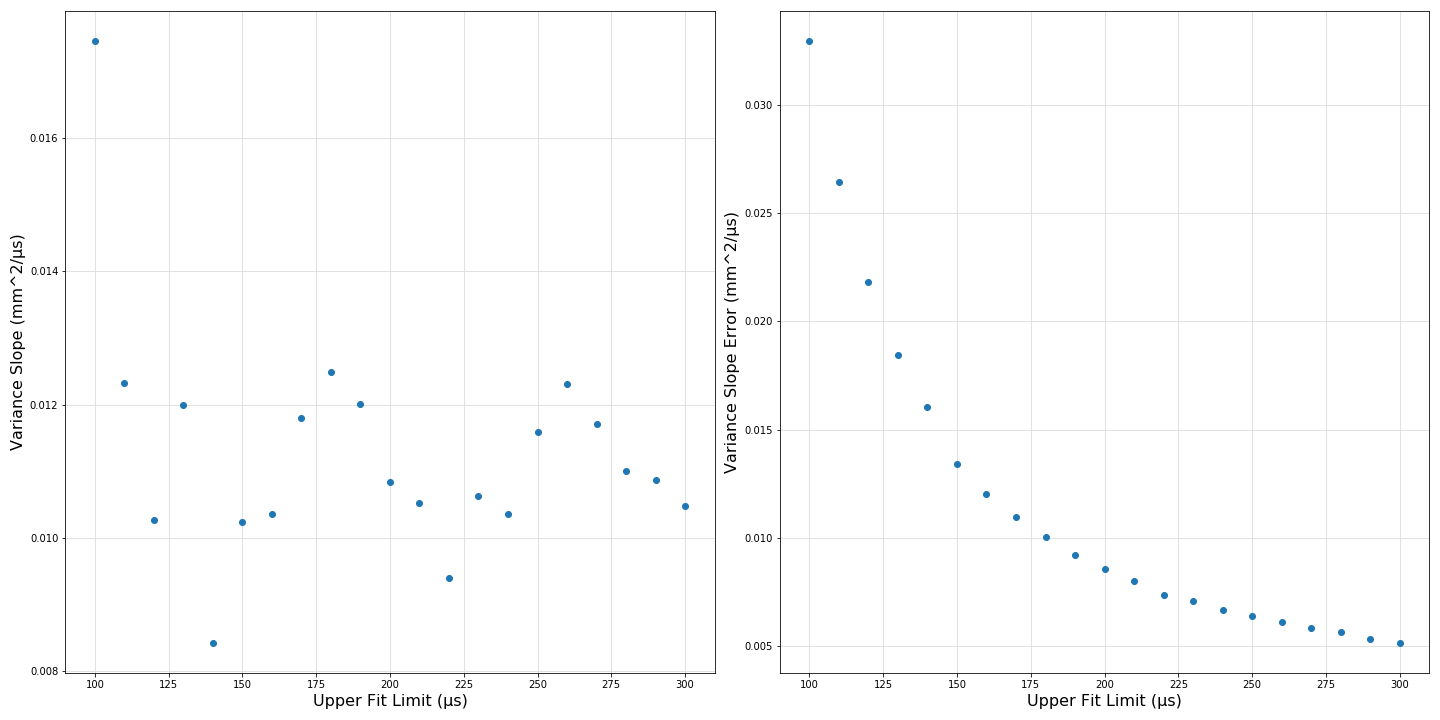 Variance Slope (mm^2/µs)
0.016
0.014
0.012
0.010
0.008
100 125 150 175 200 225 250 275 300
Upper Fit Limit (µs)
Variance Slope Error (mm^2/µs)
0.030
0.025
0.020
0.015
0.010
0.005
100 125 150 175 200 225 250 275 300
Upper Fit Limit (µs)